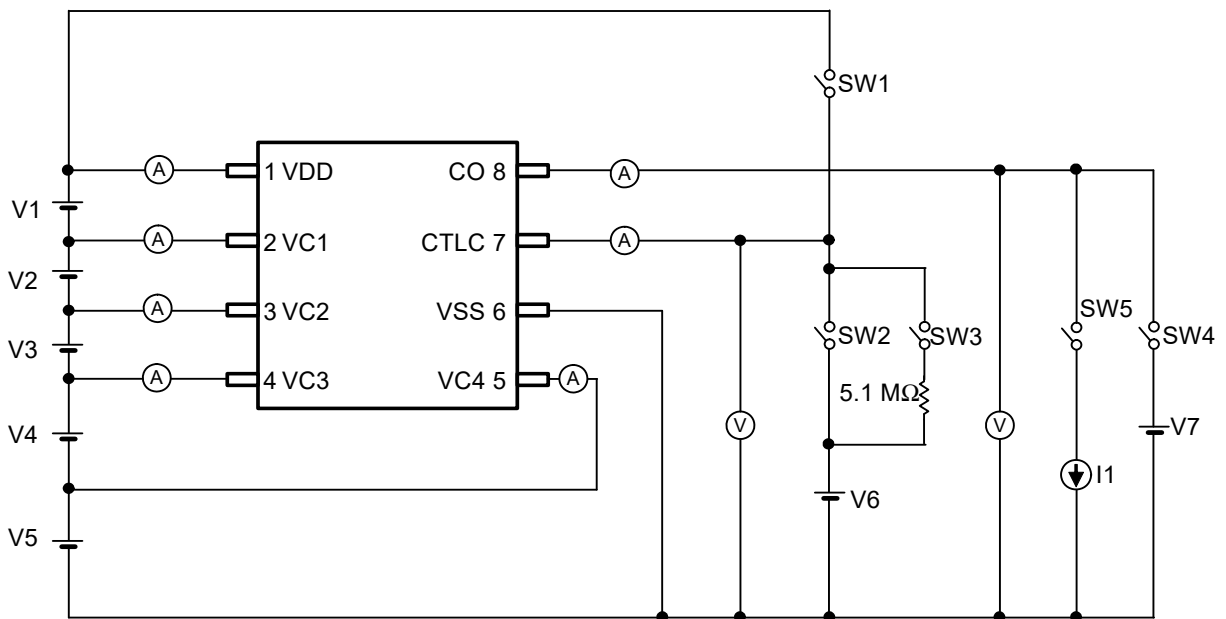 SW1
A
1 VDD
CO 8
A
V1
A
2 VC1
CTLC 7
A
V2
A
3 VC2
VSS 6
V3
SW2
SW3
SW5
SW4
A
4 VC3
VC4 5
A
5.1 MΩ
V4
V
V
V7
I1
V6
V5